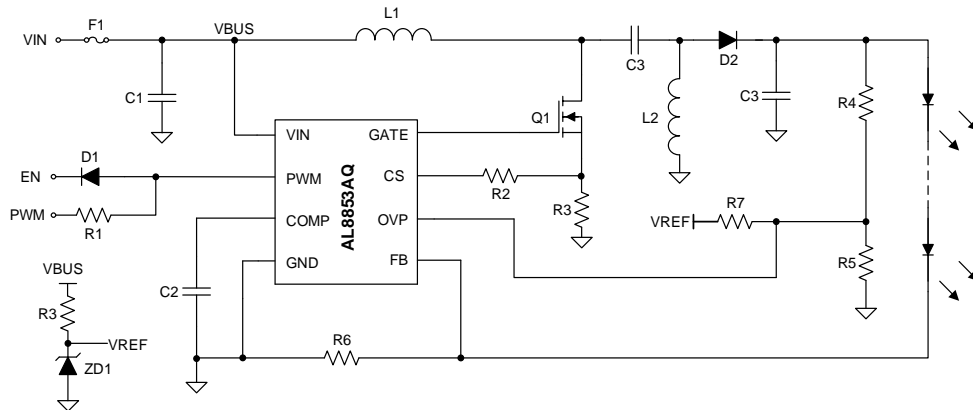 F1
VIN
VBUS
L1
C3
D2
C1
Q1
L2
C3
R4
VIN
GATE
D1
EN
PWM
CS
R2
AL8853AQ
PWM
R1
COMP
OVP
R3
VREF
R7
GND
FB
R5
VBUS
C2
R3
VREF
R6
ZD1